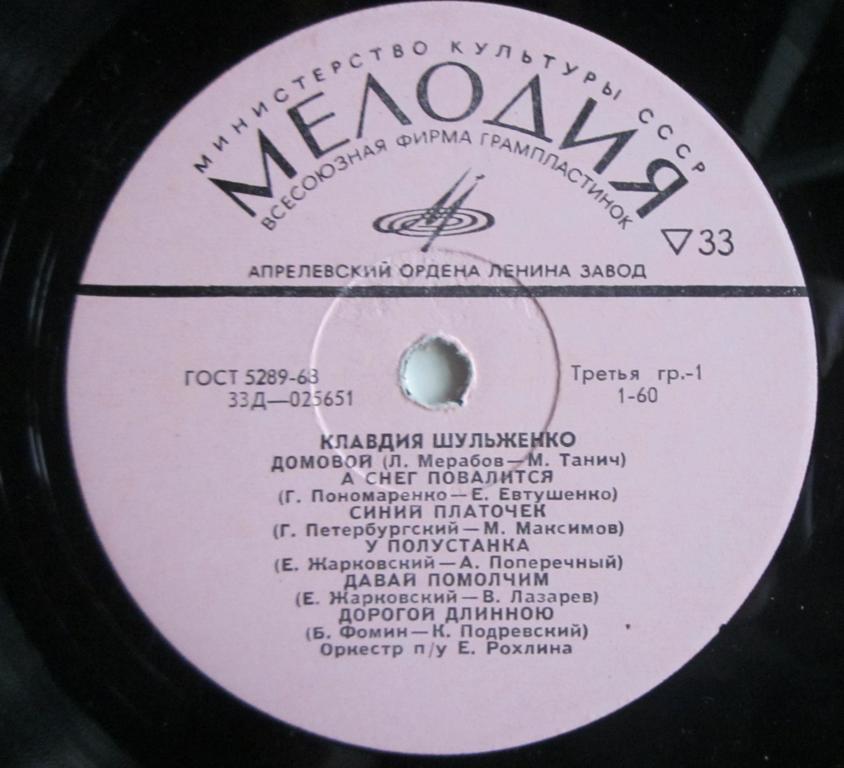 МИНИСТЕРСТВО КУЛЬТУРЫ СССР
МЕЛОДИЯ
ВСЕСОЮЗНАЯ ФИРМА ГРАМПЛАСТИНОК
▽33
АПРЕЛЕВСКИЙ ОРДЕНА ЛЕНИНА ЗАВОД
ГОСТ 5289-68
33Д—025651
Третья гр.-1
1-60
КЛАВДИЯ ШУЛЬЖЕНКО
ДОМОВОЙ (Л. Мерабов—М. Танич)
А СНЕГ ПОВАЛИТСЯ
(Г. Пономаренко—Е. Евтушенко)
СИНИЙ ПЛАТОЧЕК
(Г. Петербургский—М. Максимов)
У ПОЛУСТАНКА
(Е. Жарковский—А. Поперечный)
ДАВАЙ ПОМОЛЧИМ
(Е. Жарковский—В. Лазарев)
ДОРОГОЙ ДЛИННОЮ
(Б. Фомин—К. Подревский)
Оркестр п/у Е. Рохлина